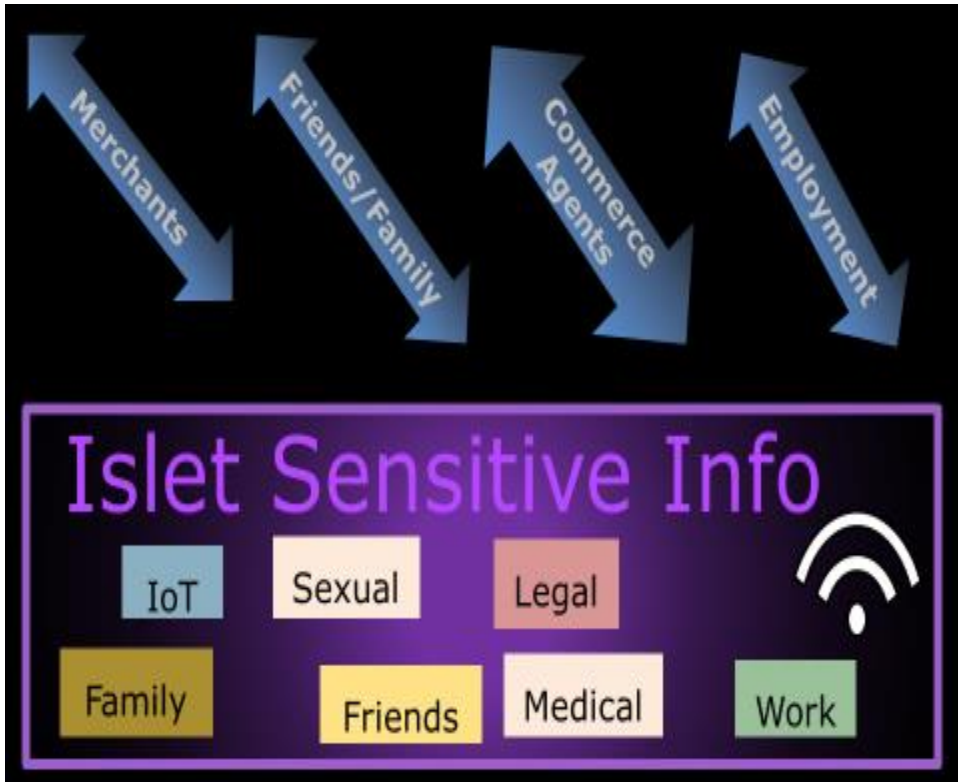 Merchants
Friends/Family
Commerce
Agents
Employment
Islet Sensitive Info
IoT
Sexual
Legal
Family
Friends
Medical
Work